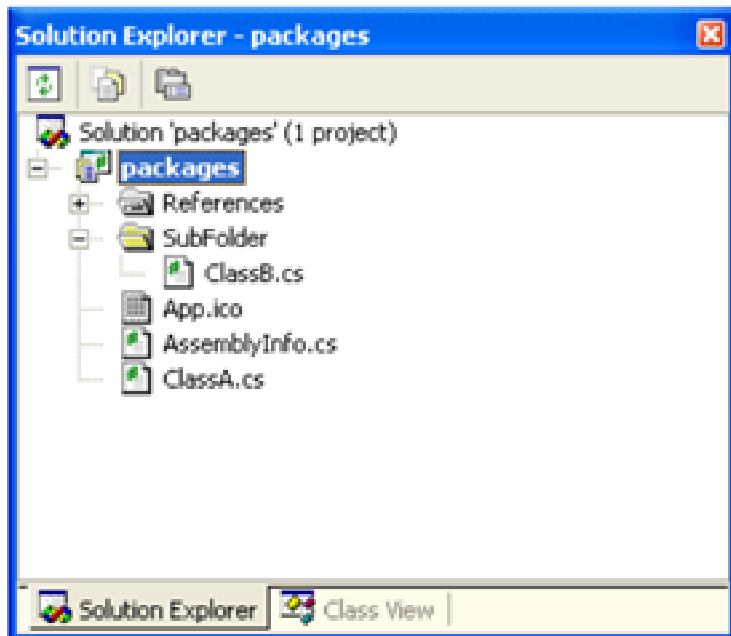 Solution Explorer - packages
Solution 'packages' (1 project)
packages
References
SubFolder
ClassB.cs
App.ico
AssemblyInfo.cs
ClassA.cs
Solution Explorer Class View